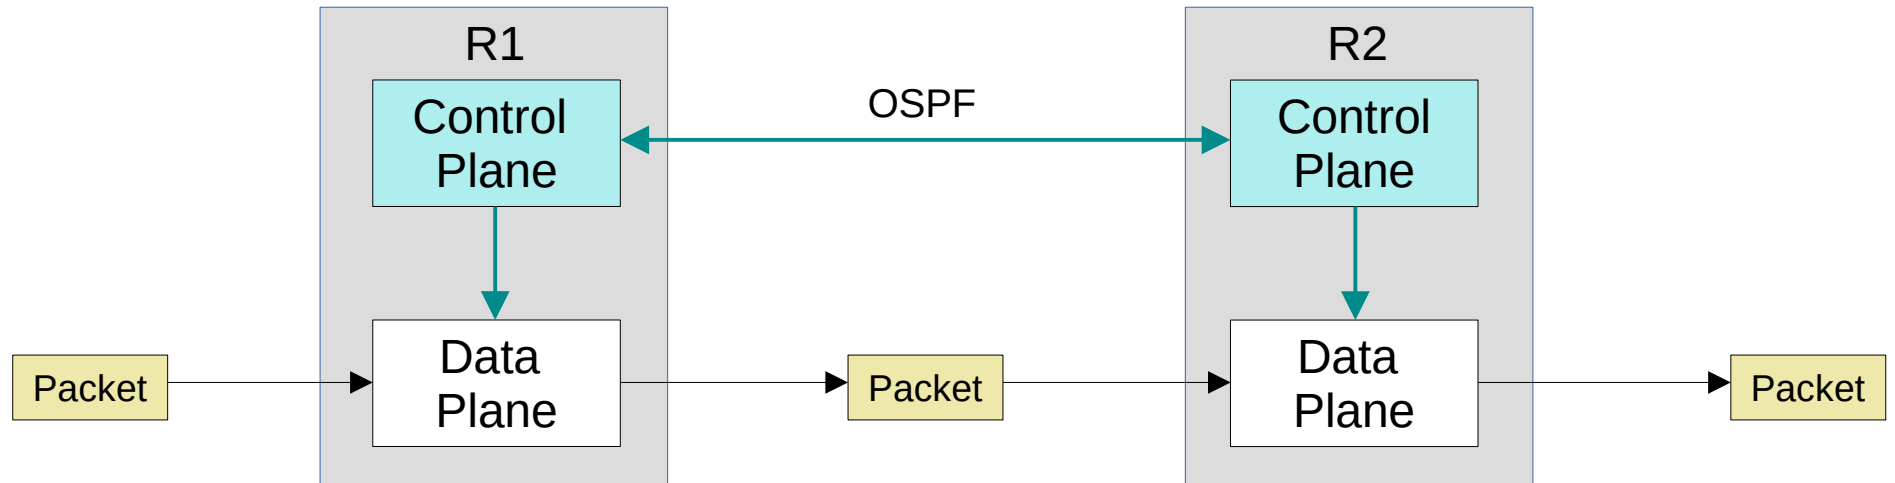 R1
Control
Plane
OSPF
R2
Control
Plane
Packet
Data
Plane
Packet
Data
Plane
Packet